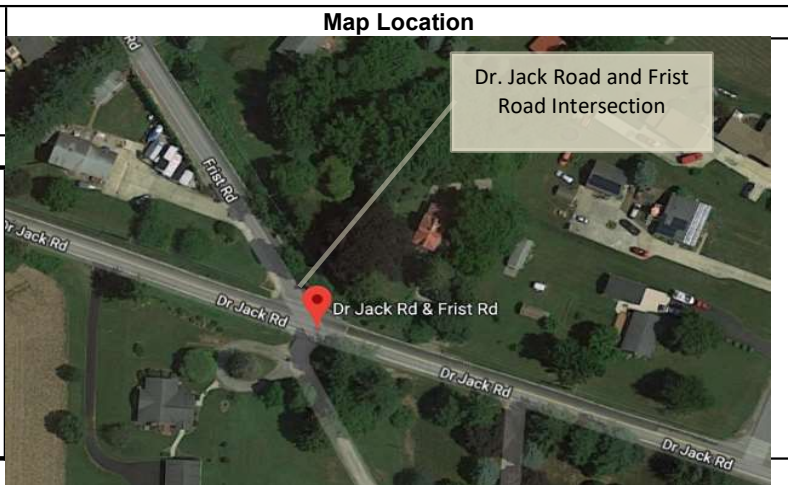 Map Location
Rd
Dr. Jack Road and Frist
Road Intersection
Frist Rd
Dr Jack Rd
Dr Jack Rd
Dr Jack Rd & Frist Rd
Dr Jack Rd
Dr Jack Rd